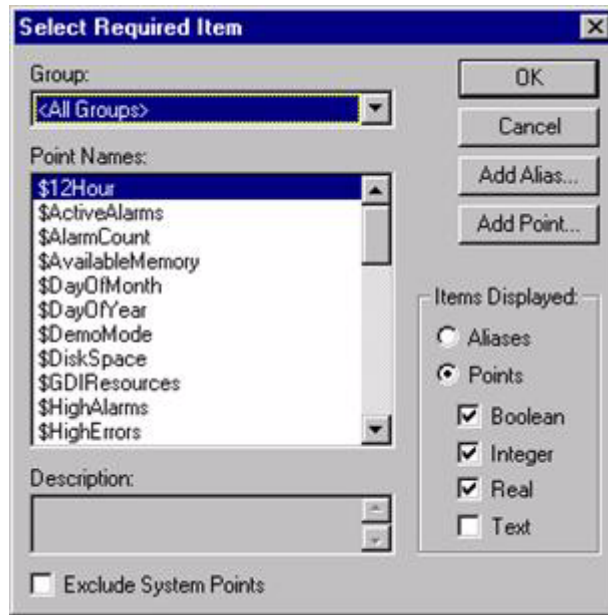 Select Required Item
Group:
<All Groups>
Point Names:
$12Hour
$ActiveAlarms
$AlarmCount
$AvailableMemory
$DayOfMonth
$DayOfYear
$DemoMode
$DiskSpace
$GDIResources
$HighAlarms
$HighErrors
Description:
Exclude System Points
OK
Cancel
Add Alias...
Add Point...
Items Displayed:
Aliases
Points
Boolean
Integer
Real
Text